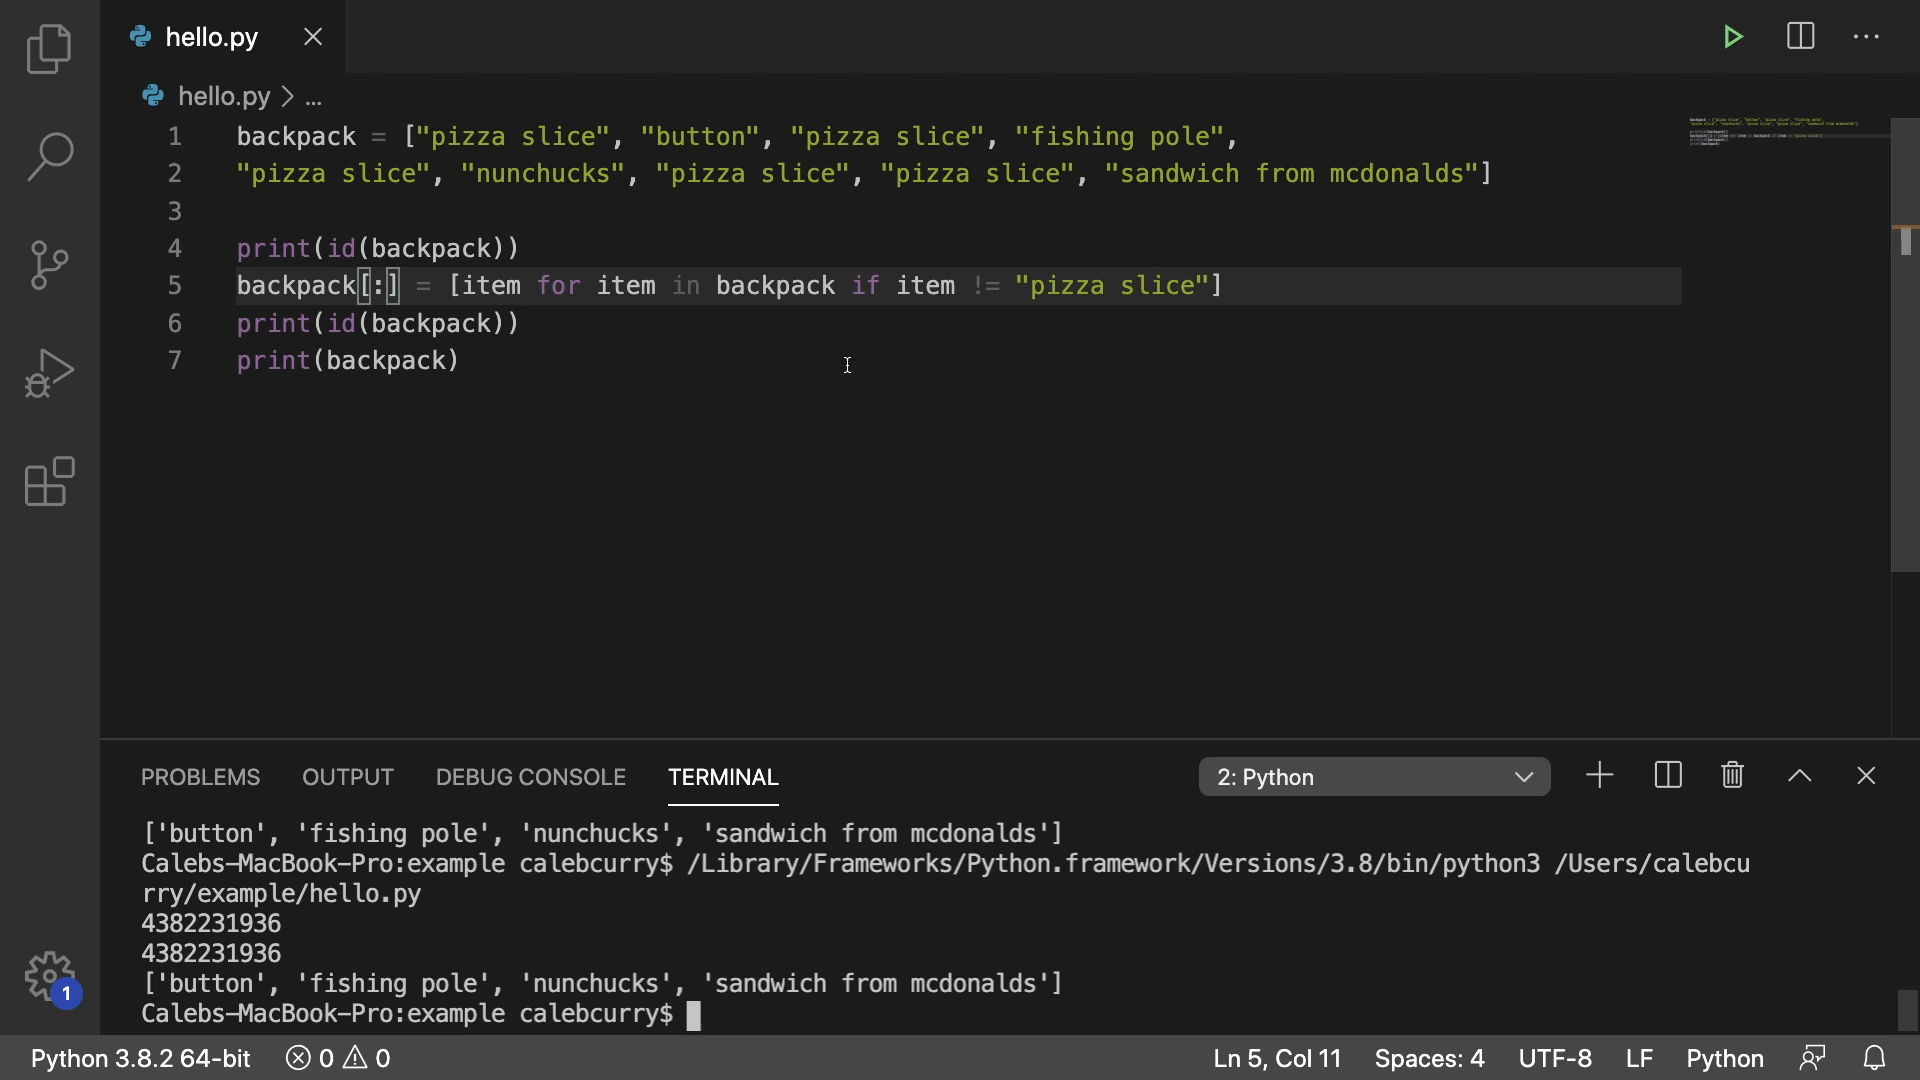 hello.py
hello.py > ...
1 backpack = ["pizza slice", "button", "pizza slice", "fishing pole",
2 "pizza slice", "nunchucks", "pizza slice", "pizza slice", "sandwich from mcdonalds"]
3
4 print(id(backpack))
5 backpack[:] = [item for item in backpack if item != "pizza slice"]
6 print(id(backpack))
7 print(backpack)
PROBLEMS OUTPUT DEBUG CONSOLE TERMINAL 2: Python
['button', 'fishing pole', 'nunchucks', 'sandwich from mcdonalds']
Calebs-MacBook-Pro:example calebcurry$ /Library/Frameworks/Python.framework/Versions/3.8/bin/python3 /Users/calebcu
rry/example/hello.py
4382231936
4382231936
['button', 'fishing pole', 'nunchucks', 'sandwich from mcdonalds']
Calebs-MacBook-Pro:example calebcurry$
1
Python 3.8.2 64-bit 0 0 Ln 5, Col 11 Spaces: 4 UTF-8 LF Python